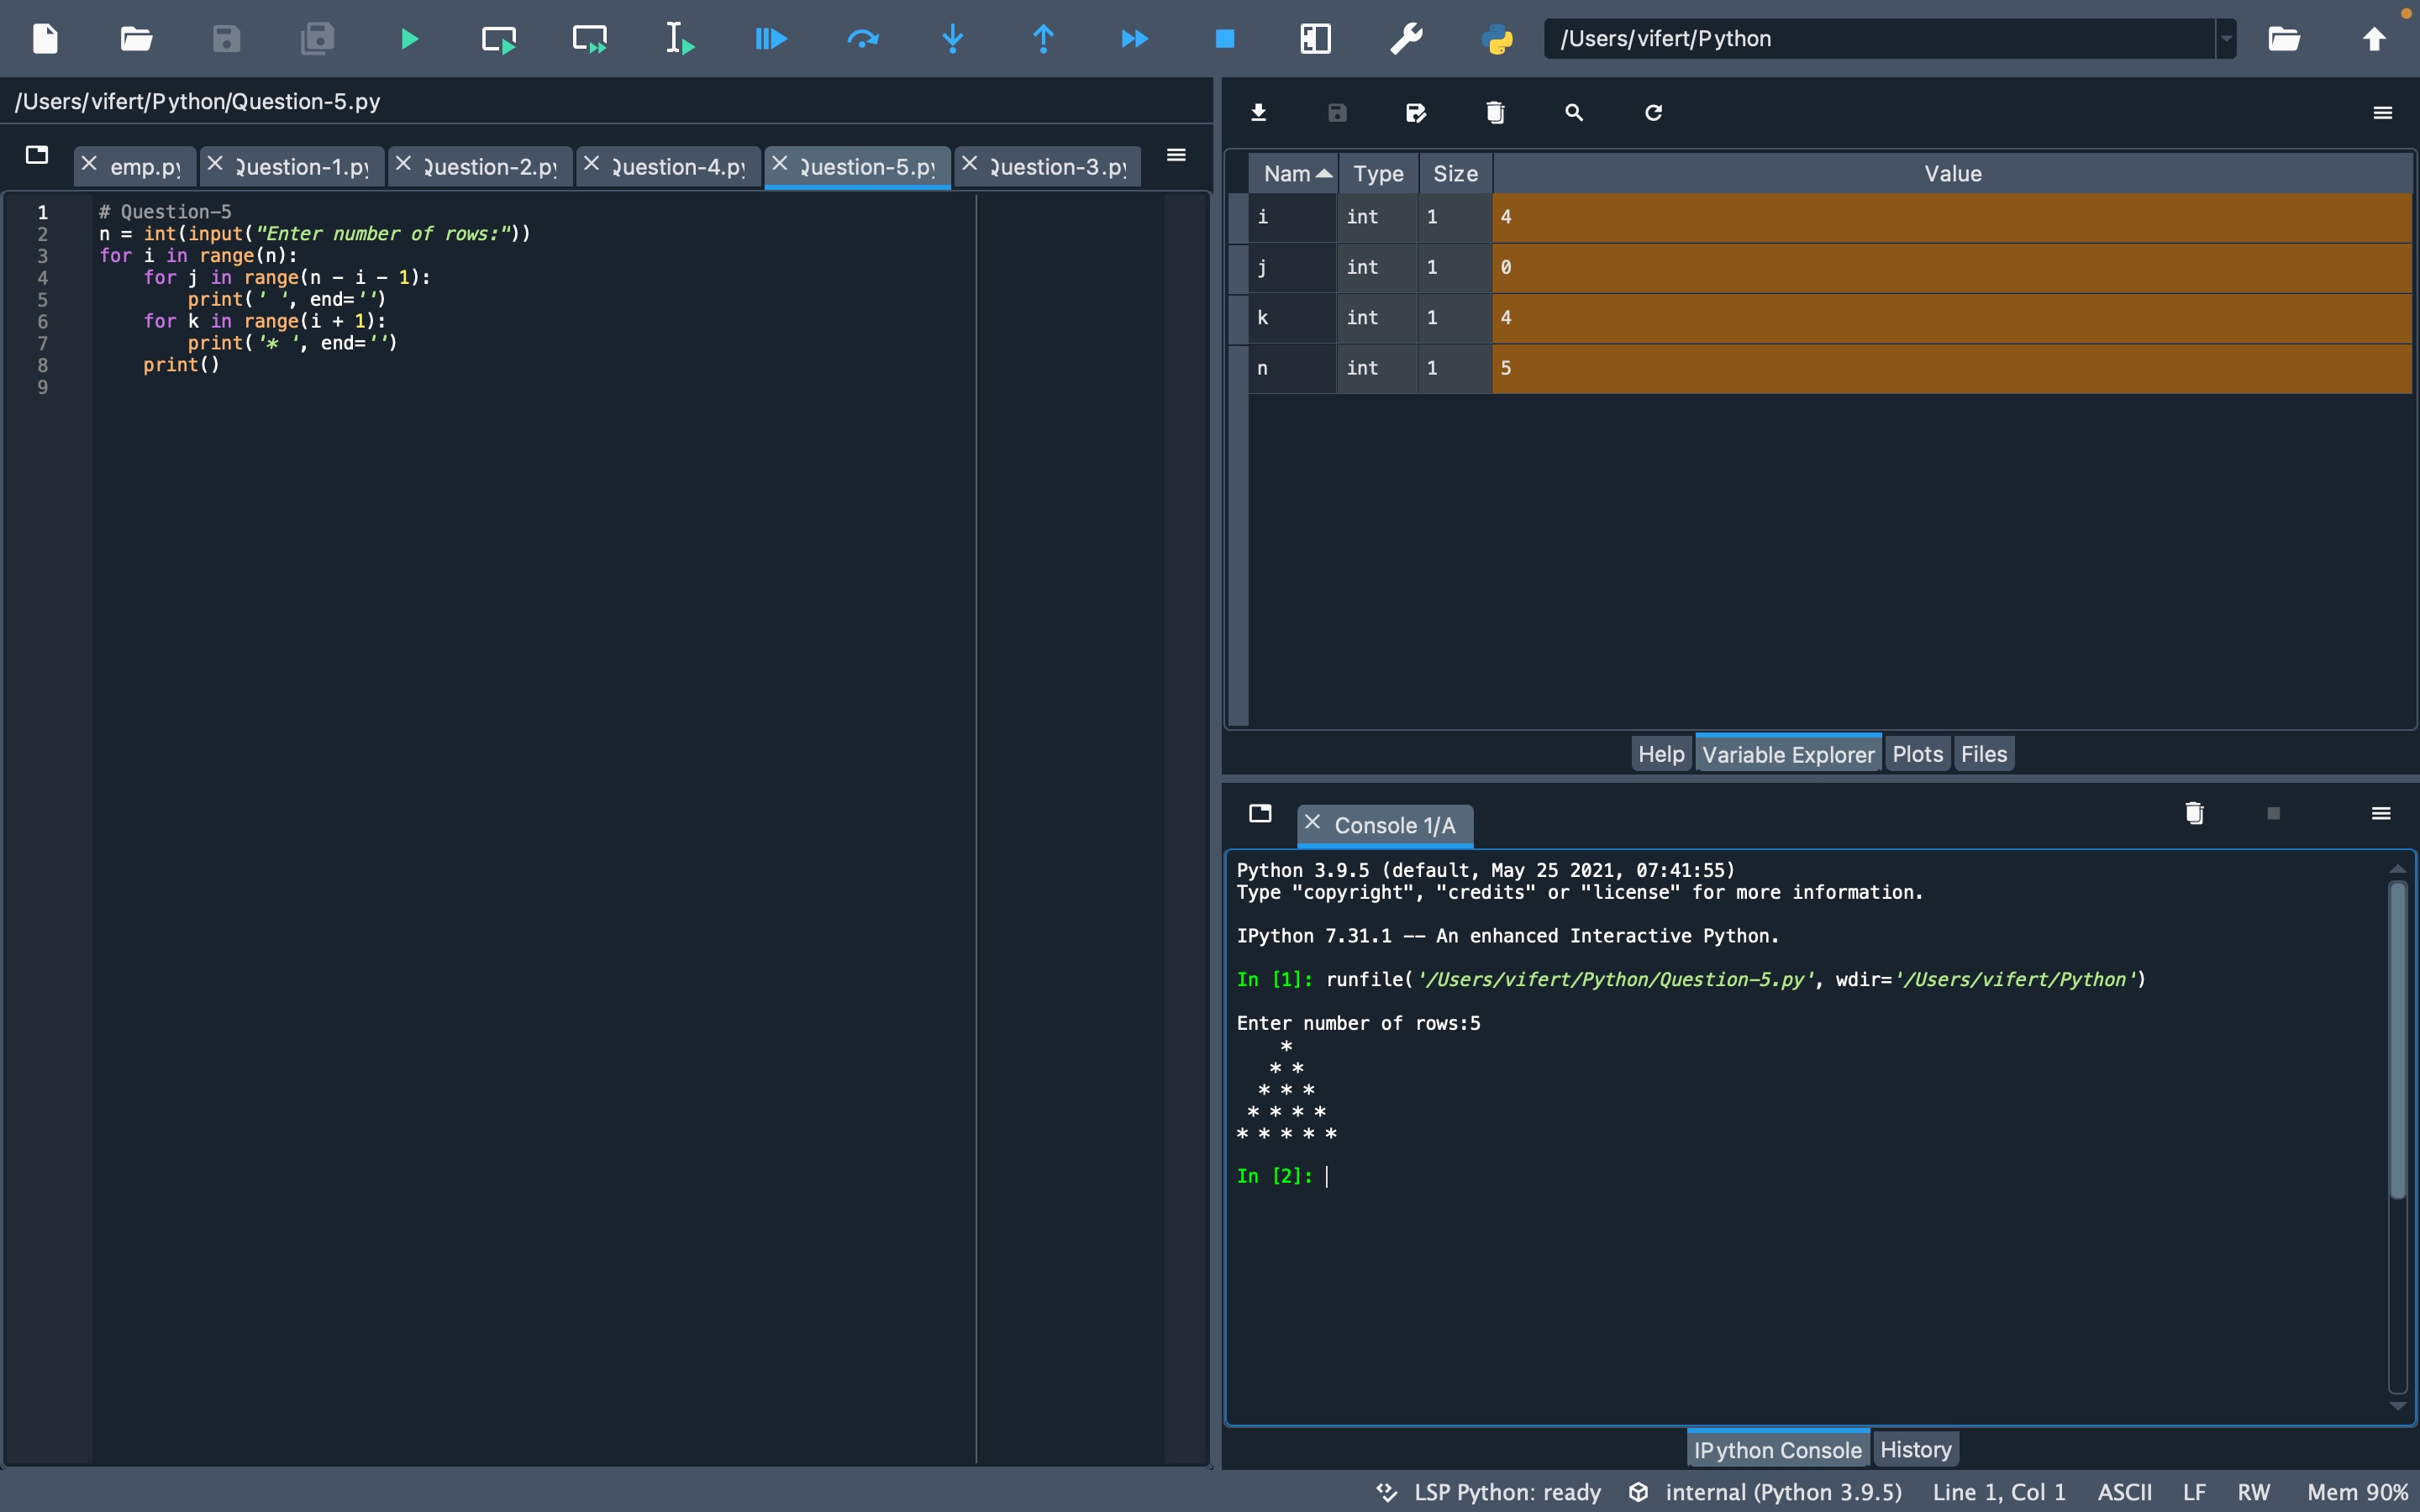 /Users/vifert/Python
/Users/vifert/Python/Question-5.py
emp.py
Question-1.py
Question-2.py
Question-4.py
Question-5.py
Question-3.py
1 # Question-5
2 n = int(input("Enter number of rows:"))
3 for i in range(n):
4     for j in range(n - i - 1):
5         print(' ', end='')
6     for k in range(i + 1):
7         print('* ', end='')
8     print()
9
Nam Type Size Value
i int 1 4
j int 1 0
k int 1 4
n int 1 5
Help Variable Explorer Plots Files
Console 1/A
Python 3.9.5 (default, May 25 2021, 07:41:55)
Type "copyright", "credits" or "license" for more information.
IPython 7.31.1 -- An enhanced Interactive Python.
In [1]: runfile('/Users/vifert/Python/Question-5.py', wdir='/Users/vifert/Python')
Enter number of rows:5
    *
   * *
  * * *
 * * * *
* * * * *
In [2]:
IPython Console History
LSP Python: ready internal (Python 3.9.5) Line 1, Col 1 ASCII LF RW Mem 90%